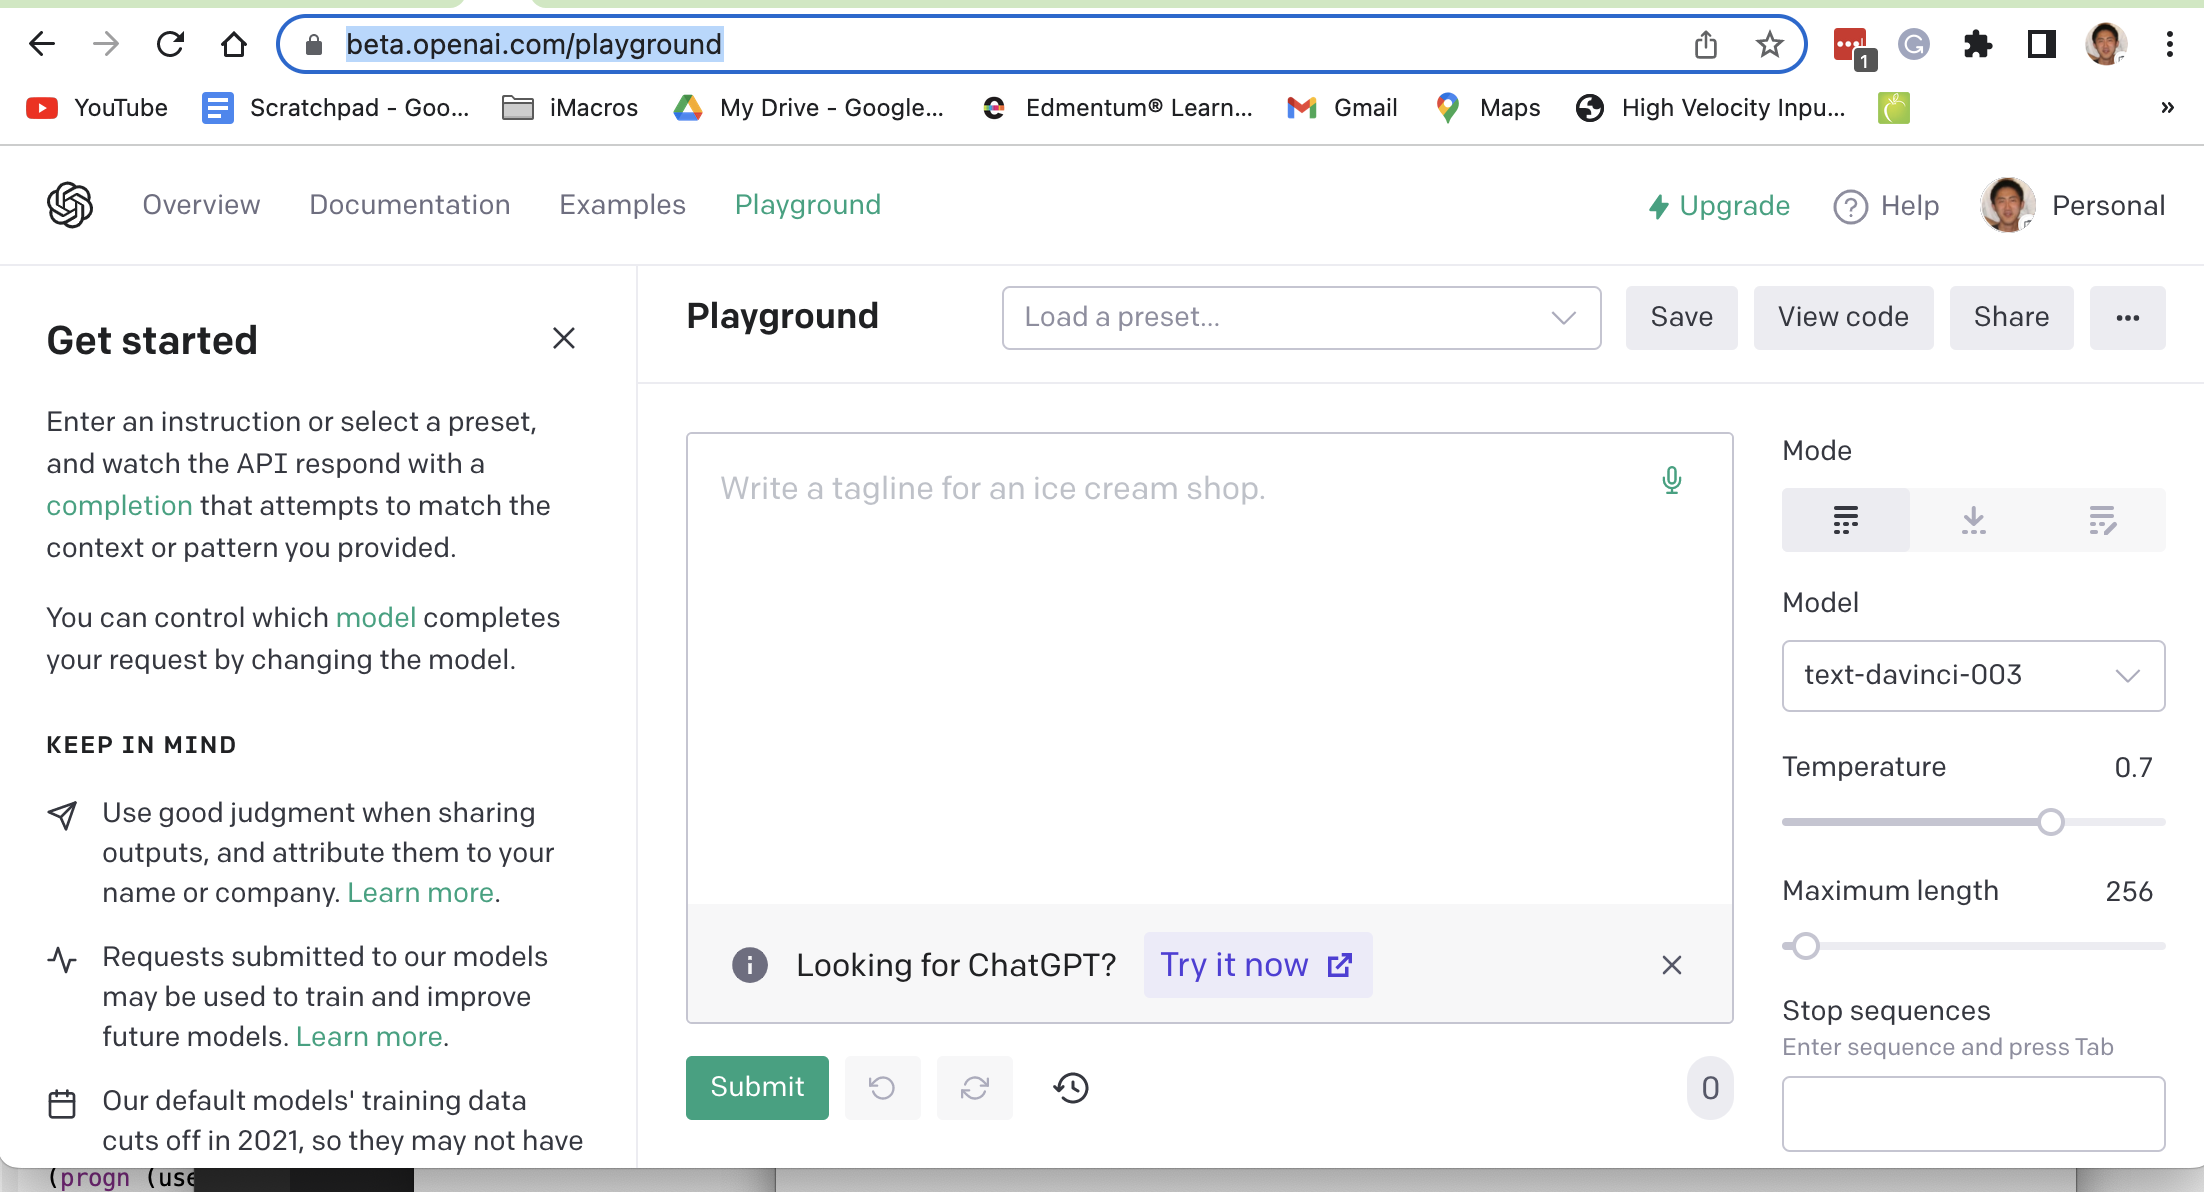 beta.openai.com/playground
1
YouTube
Scratchpad - Goo...
iMacros
My Drive - Google...
Edmentum® Learn...
Gmail
Maps
High Velocity Inpu...
»
Overview
Documentation
Examples
Playground
Upgrade
Help
Personal
Get started
Enter an instruction or select a preset,
and watch the API respond with a
completion that attempts to match the
context or pattern you provided.
You can control which model completes
your request by changing the model.
KEEP IN MIND
Use good judgment when sharing
outputs, and attribute them to your
name or company. Learn more.
Requests submitted to our models
may be used to train and improve
future models. Learn more.
Our default models' training data
cuts off in 2021, so they may not have
Playground
Load a preset...
Save
View code
Share
Write a tagline for an ice cream shop.
Looking for ChatGPT?
Try it now
Submit
0
Mode
Model
text-davinci-003
Temperature
0.7
Maximum length
256
Stop sequences
Enter sequence and press Tab
(progn (use